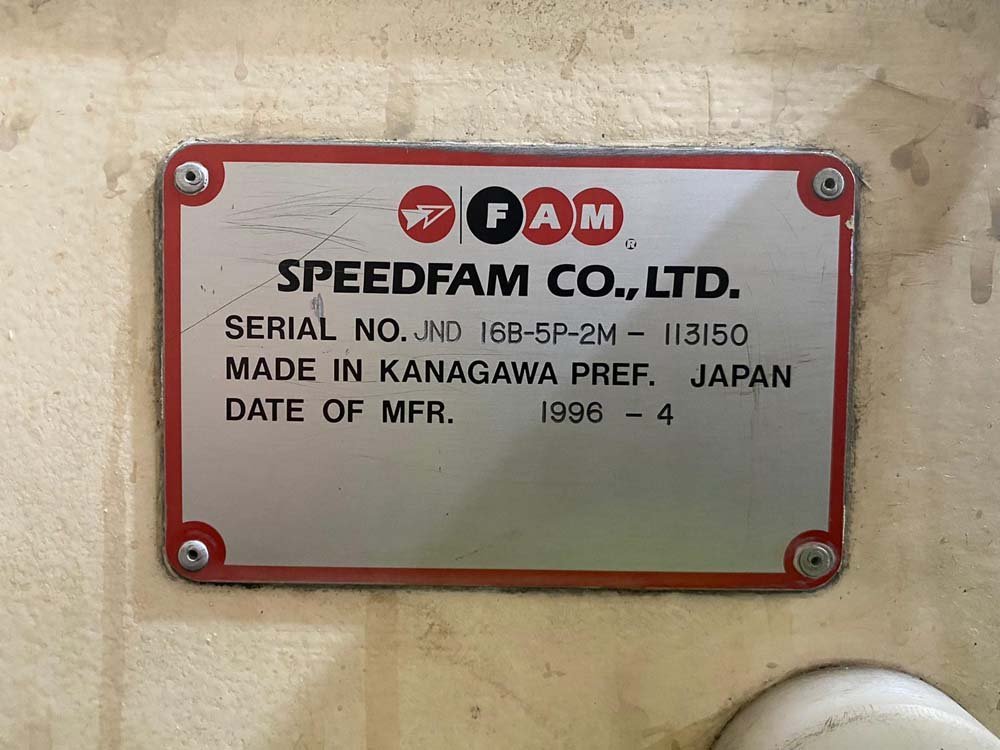 FAM®
SPEEDFAM CO., LTD.
SERIAL NO. JND 16B-5P-2M - 113150
MADE IN KANAGAWA PREF. JAPAN
DATE OF MFR. 1996 - 4